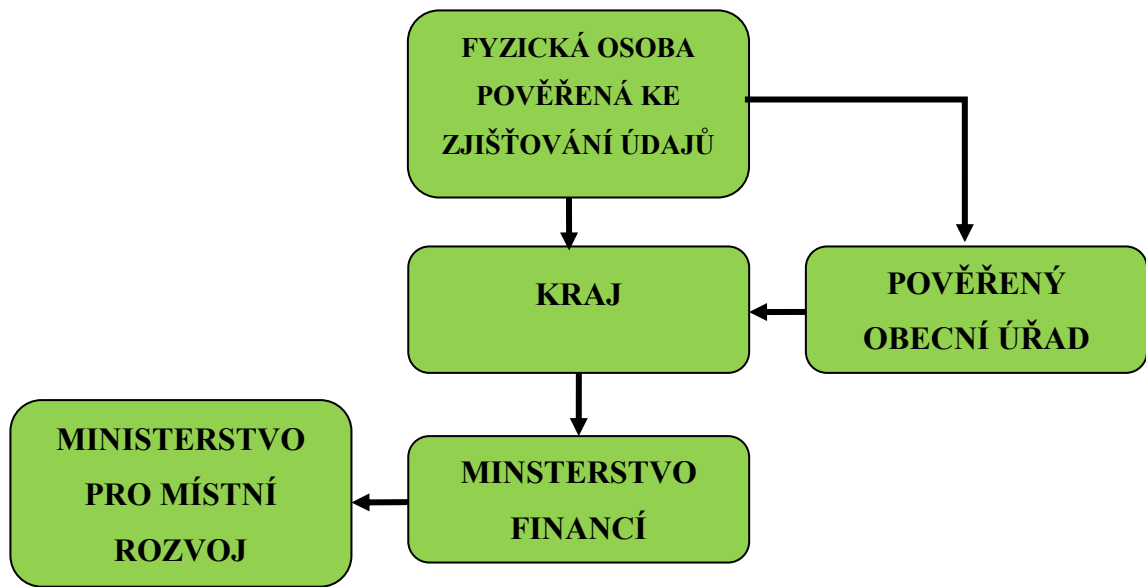 FYZICKÁ OSOBA
POVĚŘENÁ KE
ZJIŠŤOVÁNÍ ÚDAJŮ
KRAJ
POVĚŘENÝ
OBECNÍ ÚŘAD
MINISTERSTVO
PRO MÍSTNÍ
ROZVOJ
MINSTERSTVO
FINANCÍ